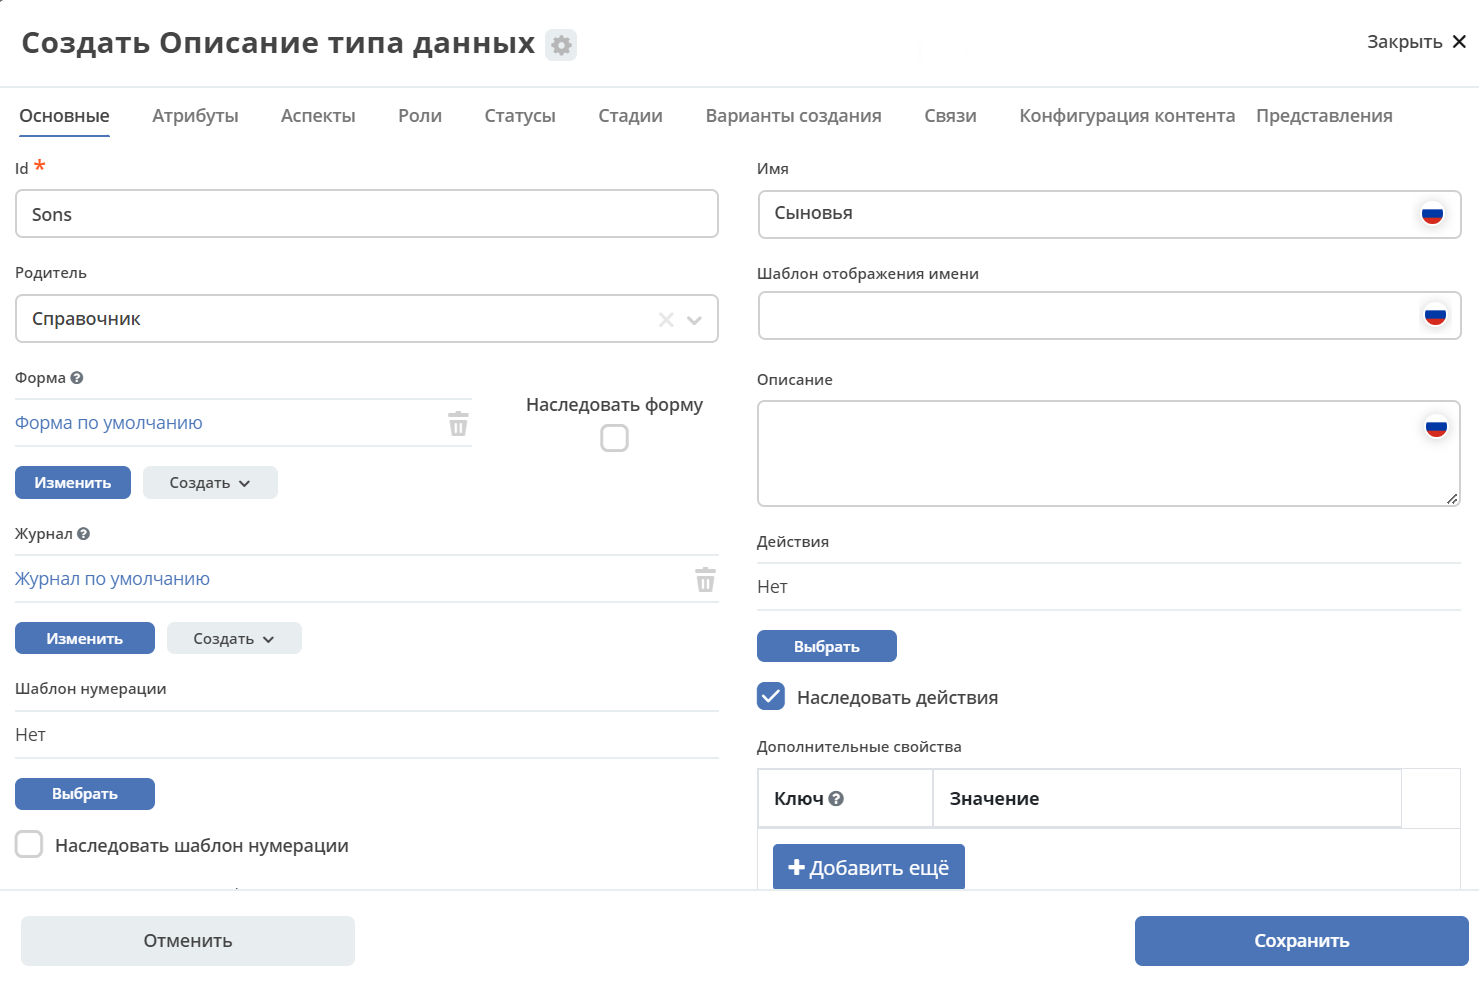 Создать Описание типа данных
Закрыть
Основные Атрибуты Аспекты Роли Статусы Стадии Варианты создания Связи Конфигурация контента Представления
Id *
Sons
Родитель
Справочник
Форма
Форма по умолчанию
Наследовать форму
Изменить Создать
Журнал
Журнал по умолчанию
Изменить Создать
Шаблон нумерации
Нет
Выбрать
Наследовать шаблон нумерации
Имя
Сыновья
Шаблон отображения имени
Описание
Действия
Нет
Выбрать
Наследовать действия
Дополнительные свойства
Ключ Значение
Добавить ещё
Отменить
Сохранить